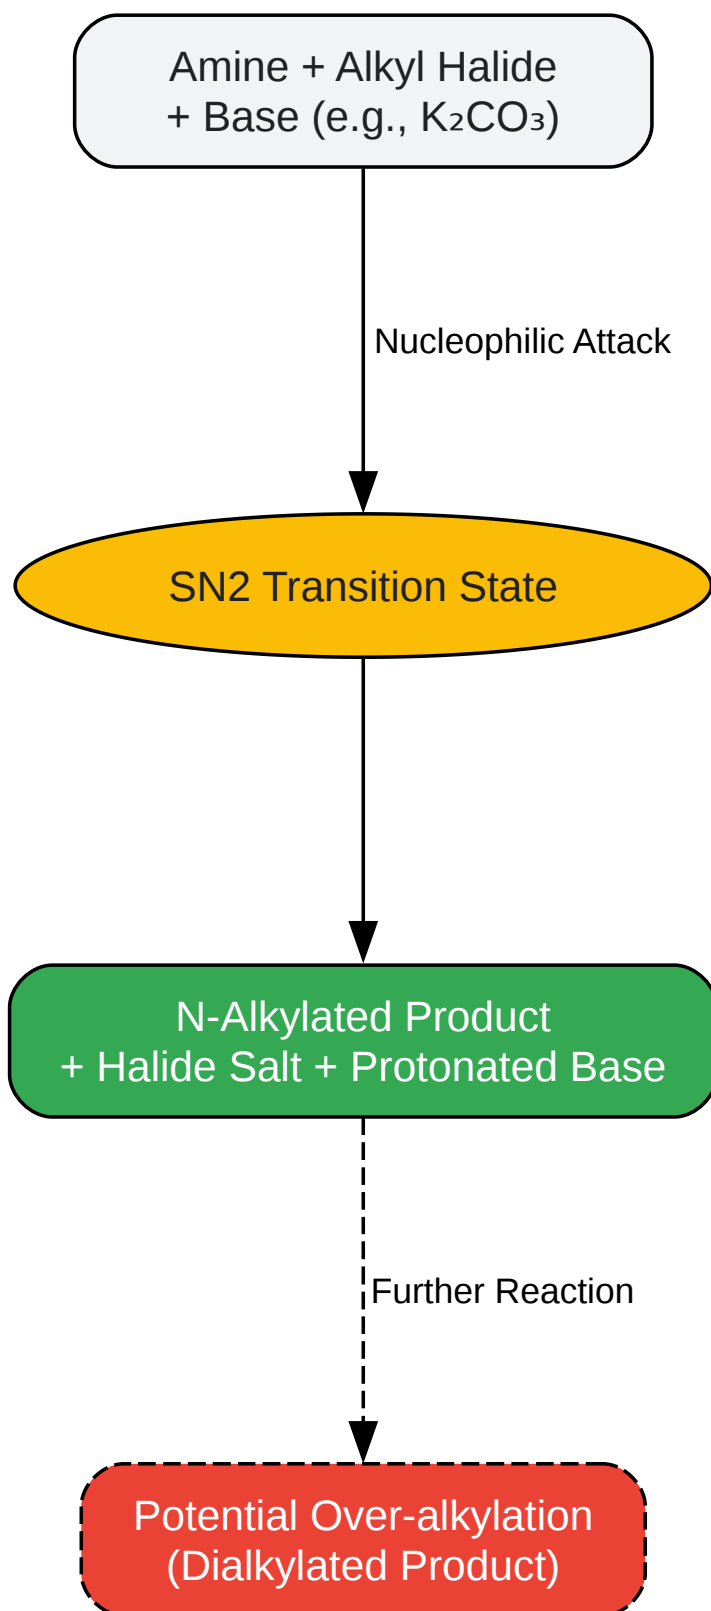 Amine + Alkyl Halide
+ Base (e.g., K₂CO₃)
Nucleophilic Attack
SN2 Transition State
N-Alkylated Product
+ Halide Salt + Protonated Base
Further Reaction
Potential Over-alkylation
(Dialkylated Product)